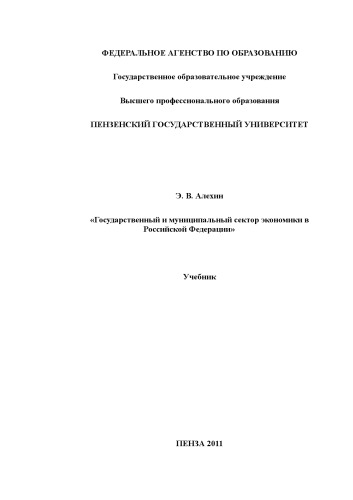 ФЕДЕРАЛЬНОЕ АГЕНСТВО ПО ОБРАЗОВАНИЮ
Государственное образовательное учреждение
Высшего профессионального образования
ПЕНЗЕНСКИЙ ГОСУДАРСТВЕННЫЙ УНИВЕРСИТЕТ
Э. В. Алехин
«Государственный и муниципальный сектор экономики в
Российской Федерации»
Учебник
ПЕНЗА 2011